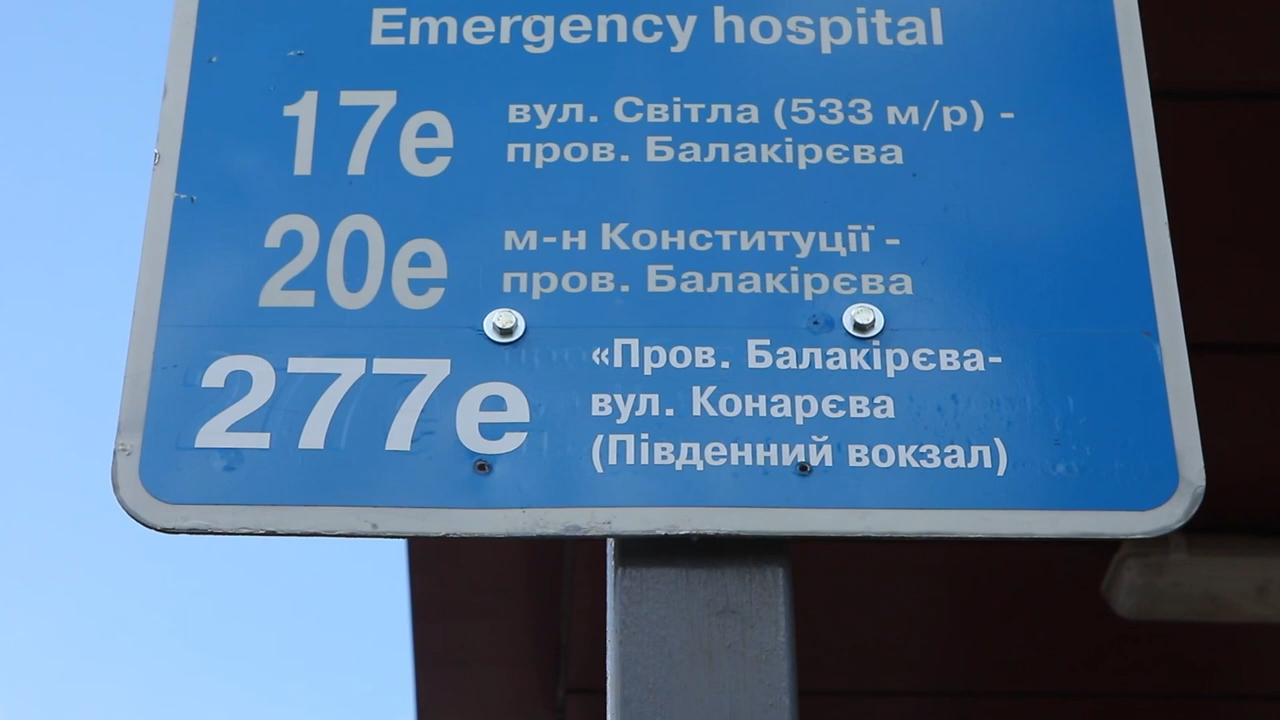 Emergency hospital
17е вул. Світла (533 м/р) -
пров. Балакірєва
20е м-н Конституції -
пров. Балакірєва
277е «Пров. Балакірєва-
вул. Конарєва
(Південний вокзал)